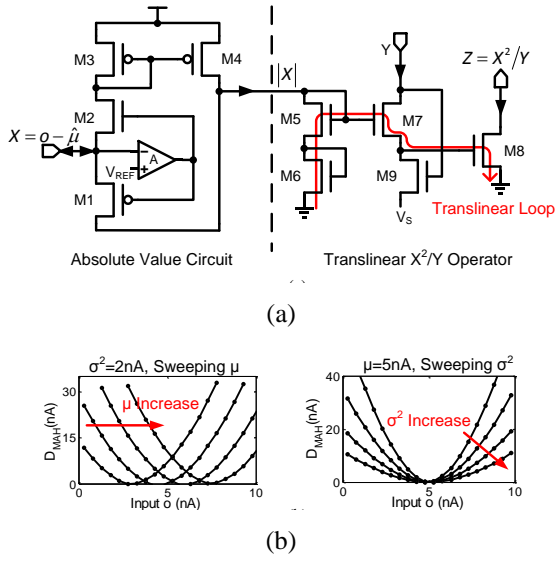 M3
M4
M2
X = o − μ̂
A
V_REF
−
+
M1
|X|
Y
Z = X²/Y
M5
M7
M8
M6
M9
V_S
Translinear Loop
Absolute Value Circuit
Translinear X²/Y Operator
(a)
σ²=2nA, Sweeping μ
D_MAH(nA)
30
15
0
μ Increase
0
5
10
Input o (nA)
μ=5nA, Sweeping σ²
D_MAH(nA)
40
20
0
σ² Increase
0
5
10
Input o (nA)
(b)